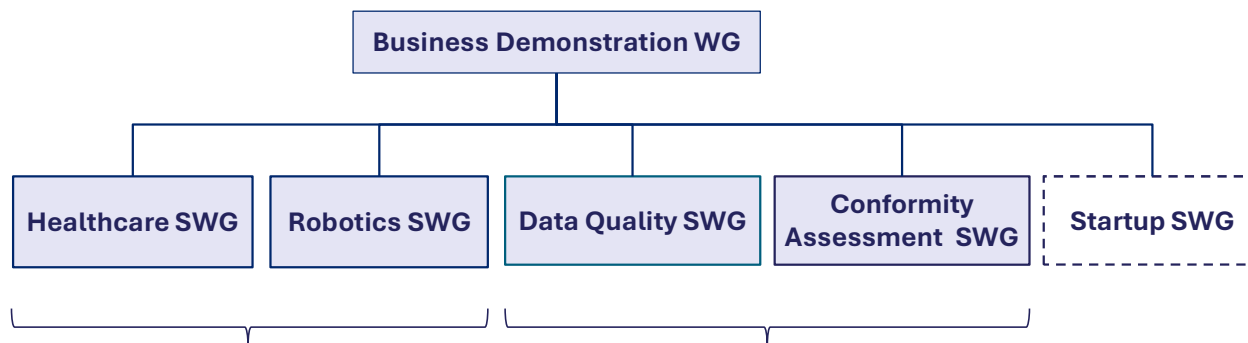 Business Demonstration WG
Healthcare SWG
Robotics SWG
Data Quality SWG
Conformity
Assessment SWG
Startup SWG